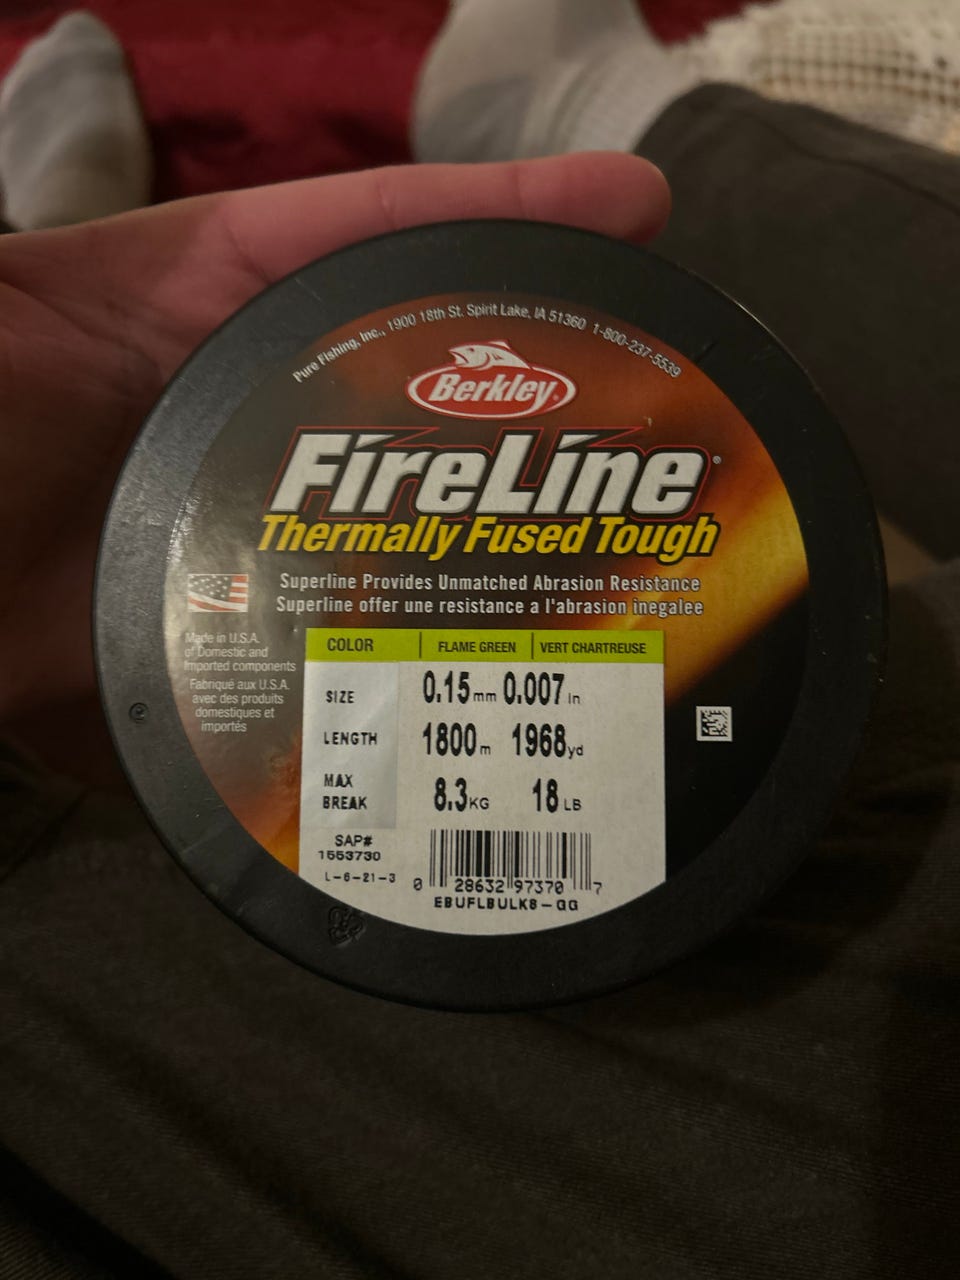 Pure Fishing, Inc., 1900 18th St. Spirit Lake, IA 51360 1-800-237-5539
Berkley®
FireLine®
Thermally Fused Tough
Superline Provides Unmatched Abrasion Resistance
Superline offer une resistance a l'abrasion inegalee
Made in U.S.A.
of Domestic and
Imported components
Fabriqué aux U.S.A.
avec des produits
domestiques et
importés
COLOR FLAME GREEN VERT CHARTREUSE
SIZE 0.15mm 0.007in
LENGTH 1800m 1968yd
MAX
BREAK 8.3KG 18LB
SAP#
1553730
L-6-21-3
0 28632 97370 7
EBUFLBULK8-GG